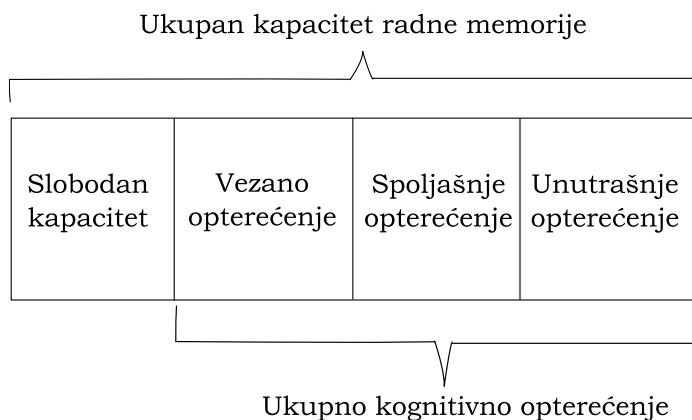 Ukupan kapacitet radne memorije
Slobodan
kapacitet
Vezano
opterećenje
Spoljašnje
opterećenje
Unutrašnje
opterećenje
Ukupno kognitivno opterećenje